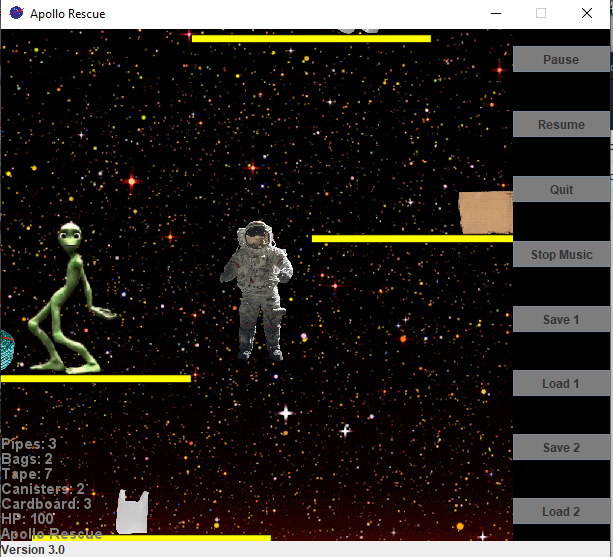 Apollo Rescue
Pause
Resume
Quit
Stop Music
Save 1
Load 1
Save 2
Load 2
Pipes: 3
Bags: 2
Tape: 7
Canisters: 2
Cardboard: 3
HP: 100
Apollo Rescue
Version 3.0